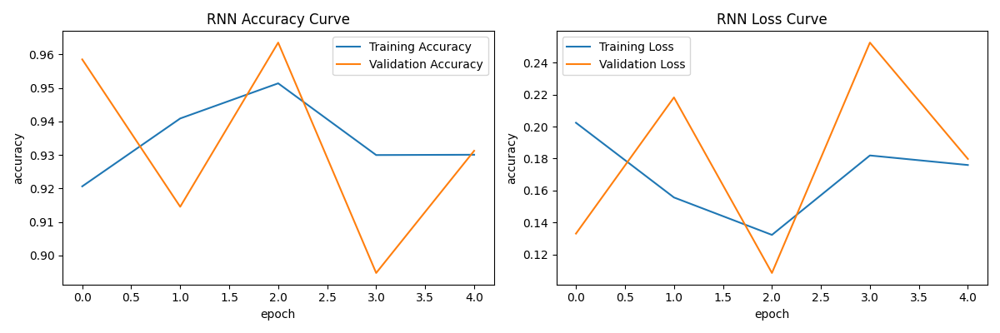 RNN Accuracy Curve
Training Accuracy
Validation Accuracy
accuracy
0.96
0.95
0.94
0.93
0.92
0.91
0.90
0.0 0.5 1.0 1.5 2.0 2.5 3.0 3.5 4.0
epoch
RNN Loss Curve
Training Loss
Validation Loss
accuracy
0.24
0.22
0.20
0.18
0.16
0.14
0.12
0.0 0.5 1.0 1.5 2.0 2.5 3.0 3.5 4.0
epoch